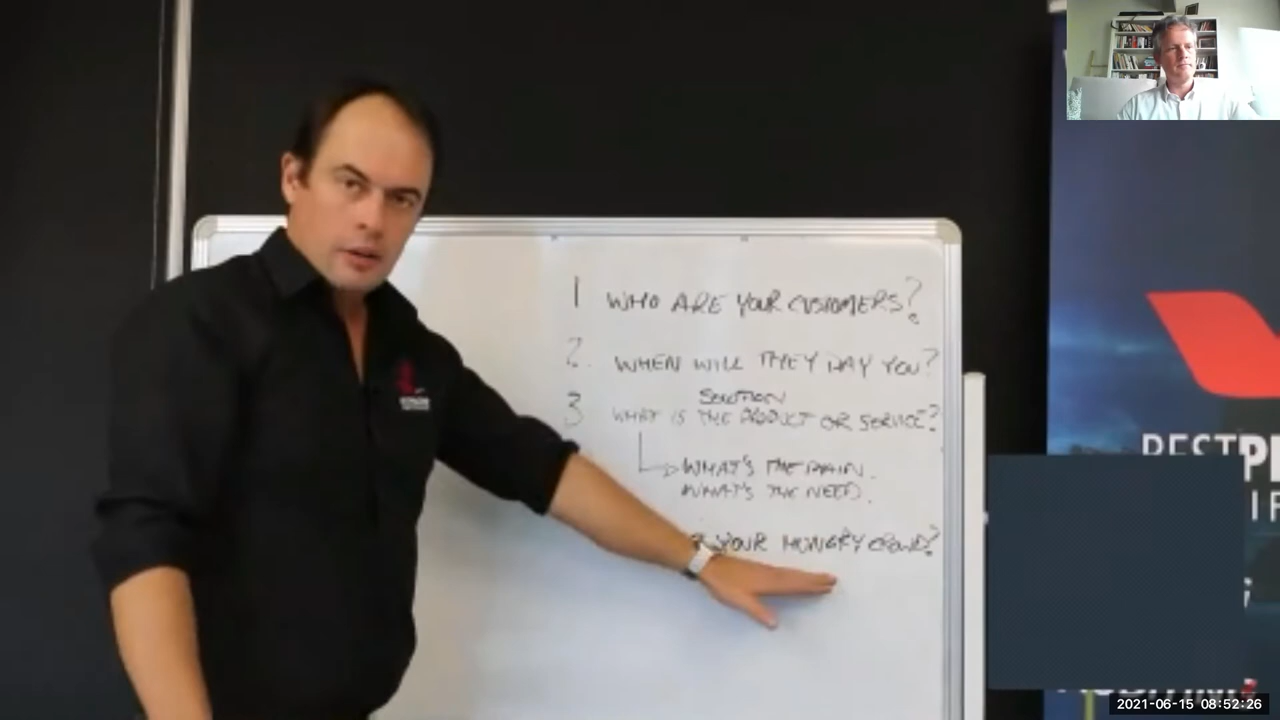 1 WHO ARE YOUR CUSTOMERS?
2. WHEN WILL THEY PAY YOU?
SOLUTION
3 WHAT IS THE PRODUCT OR SERVICE?
WHAT'S THE PAIN.
WHAT'S THE NEED.
YOUR HUNGRY CROWD?
BESTP
2021-06-15 08:52:26